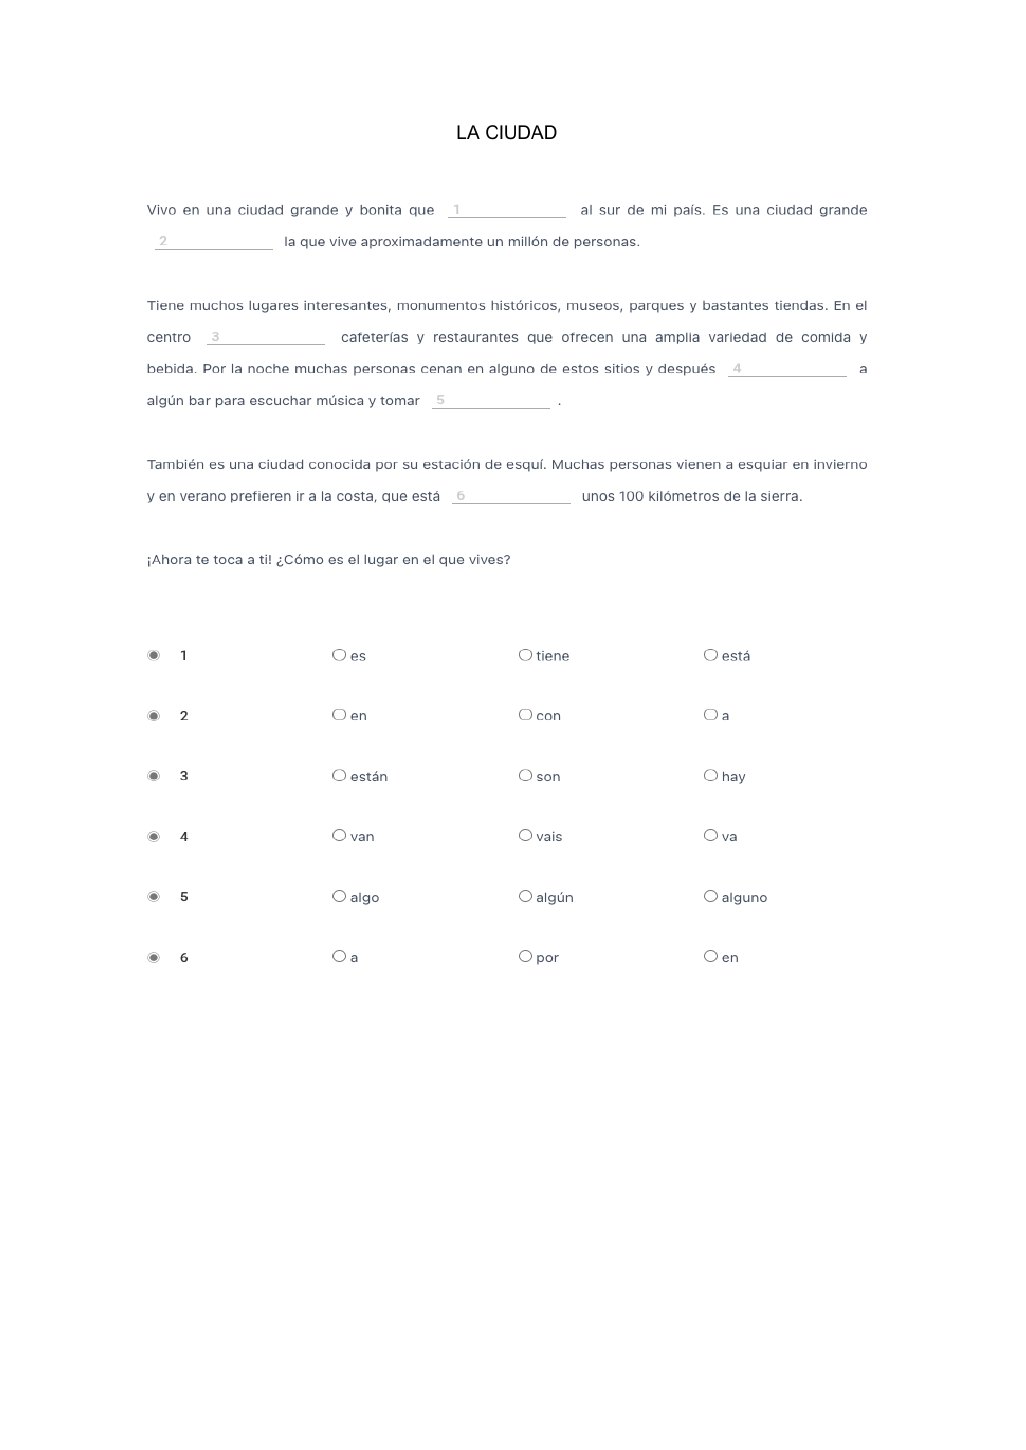 LA CIUDAD
Vivo en una ciudad grande y bonita que 1 al sur de mi país. Es una ciudad grande
2 la que vive aproximadamente un millón de personas.
Tiene muchos lugares interesantes, monumentos históricos, museos, parques y bastantes tiendas. En el
centro 3 cafeterías y restaurantes que ofrecen una amplia variedad de comida y
bebida. Por la noche muchas personas cenan en alguno de estos sitios y después 4 a
algún bar para escuchar música y tomar 5 .
También es una ciudad conocida por su estación de esquí. Muchas personas vienen a esquiar en invierno
y en verano prefieren ir a la costa, que está 6 unos 100 kilómetros de la sierra.
¡Ahora te toca a ti! ¿Cómo es el lugar en el que vives?
1 es tiene está
2 en con a
3 están son hay
4 van vais va
5 algo algún alguno
6 a por en